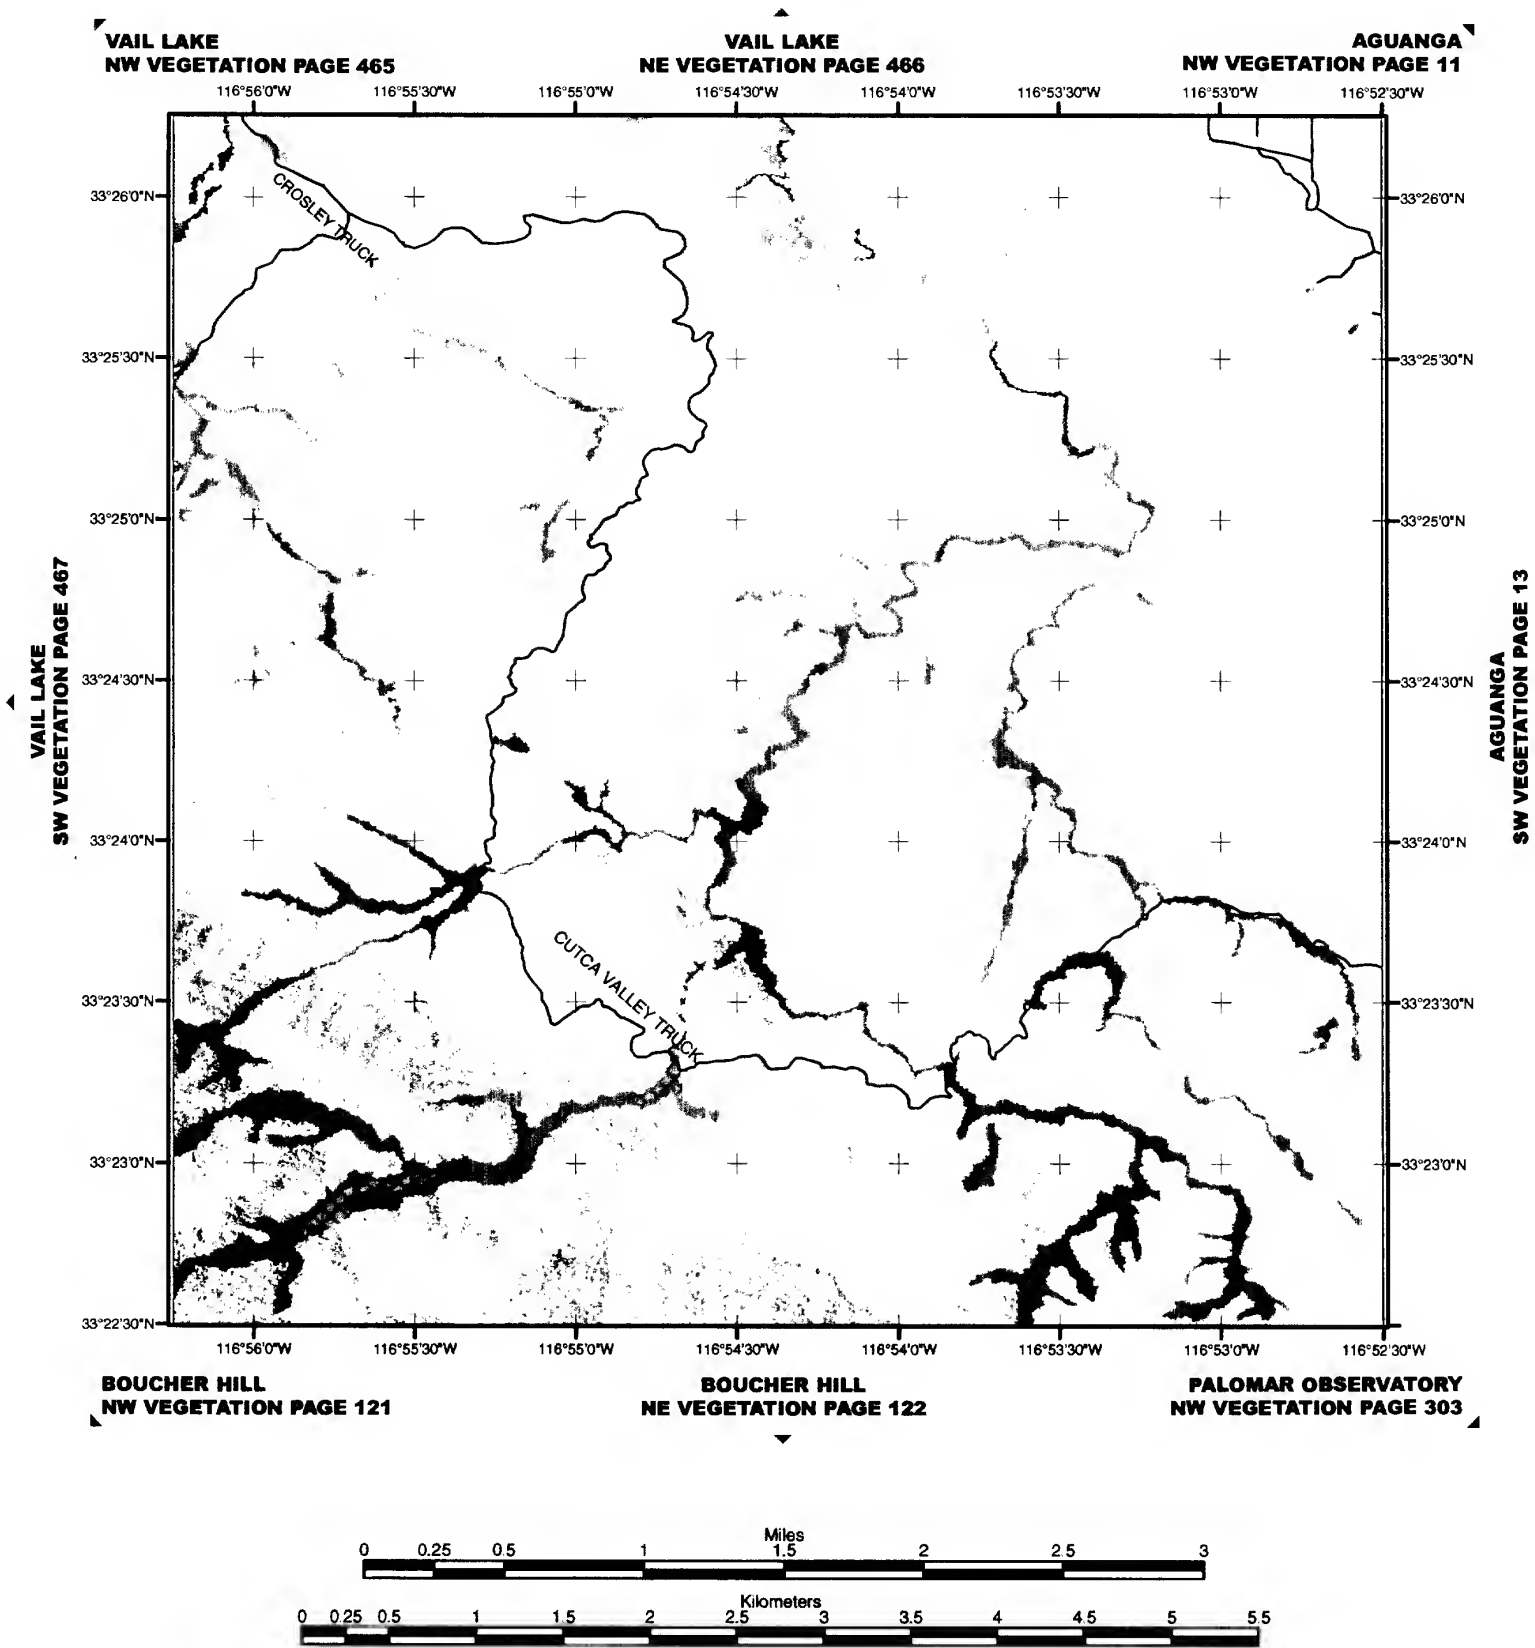 VAIL LAKE
NW VEGETATION PAGE 465
VAIL LAKE
NE VEGETATION PAGE 466
AGUANGA
NW VEGETATION PAGE 11
116°56'0"W 116°55'30"W 116°55'0"W 116°54'30"W 116°54'0"W 116°53'30"W 116°53'0"W 116°52'30"W
CROSLEY TRUCK
33°26'0"N 33°26'0"N
33°25'30"N 33°25'30"N
33°25'0"N 33°25'0"N
VAIL LAKE
SW VEGETATION PAGE 467
AGUANGA
SW VEGETATION PAGE 13
33°24'30"N 33°24'30"N
33°24'0"N 33°24'0"N
CUTCA VALLEY TRUCK
33°23'30"N 33°23'30"N
33°23'0"N 33°23'0"N
33°22'30"N
116°56'0"W 116°55'30"W 116°55'0"W 116°54'30"W 116°54'0"W 116°53'30"W 116°53'0"W 116°52'30"W
BOUCHER HILL
NW VEGETATION PAGE 121
BOUCHER HILL
NE VEGETATION PAGE 122
PALOMAR OBSERVATORY
NW VEGETATION PAGE 303
Miles
0 0.25 0.5 1 1.5 2 2.5 3
Kilometers
0 0.25 0.5 1 1.5 2 2.5 3 3.5 4 4.5 5 5.5